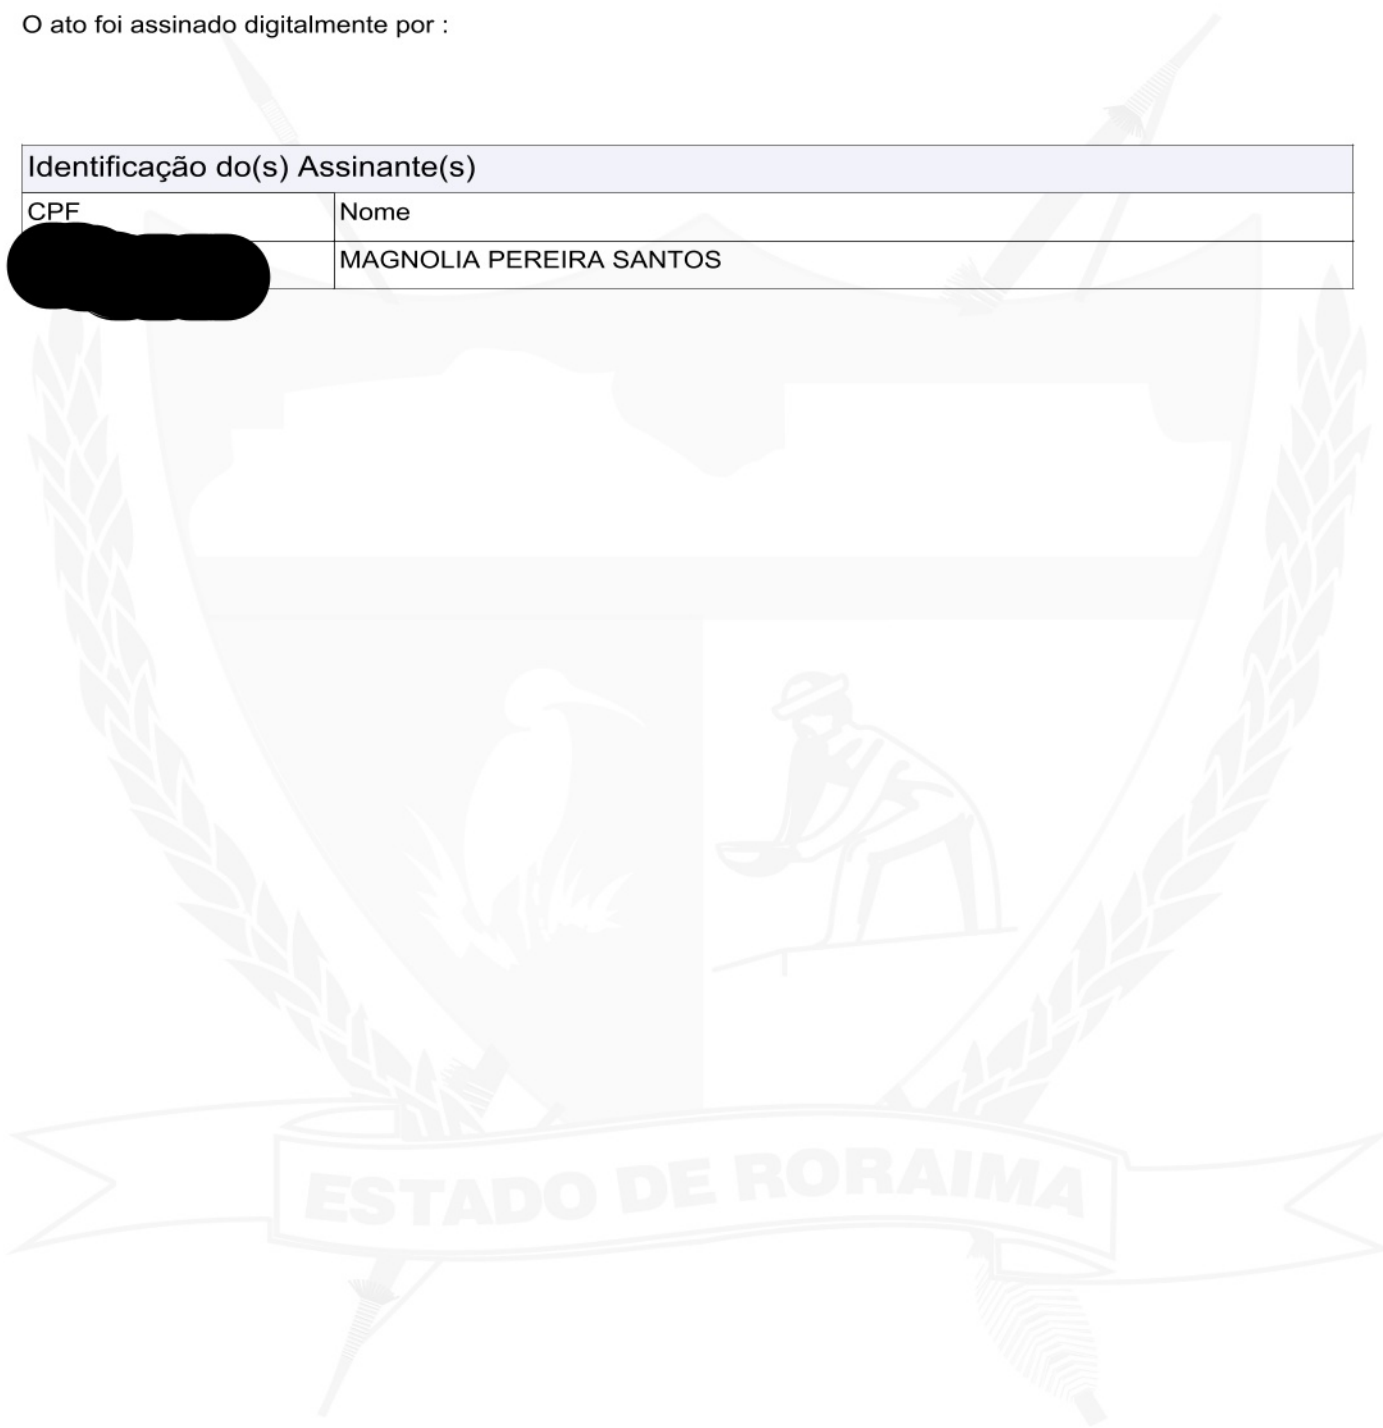 O ato foi assinado digitalmente por :
Identificação do(s) Assinante(s)
CPF Nome
MAGNOLIA PEREIRA SANTOS
ESTADO DE RORAIMA